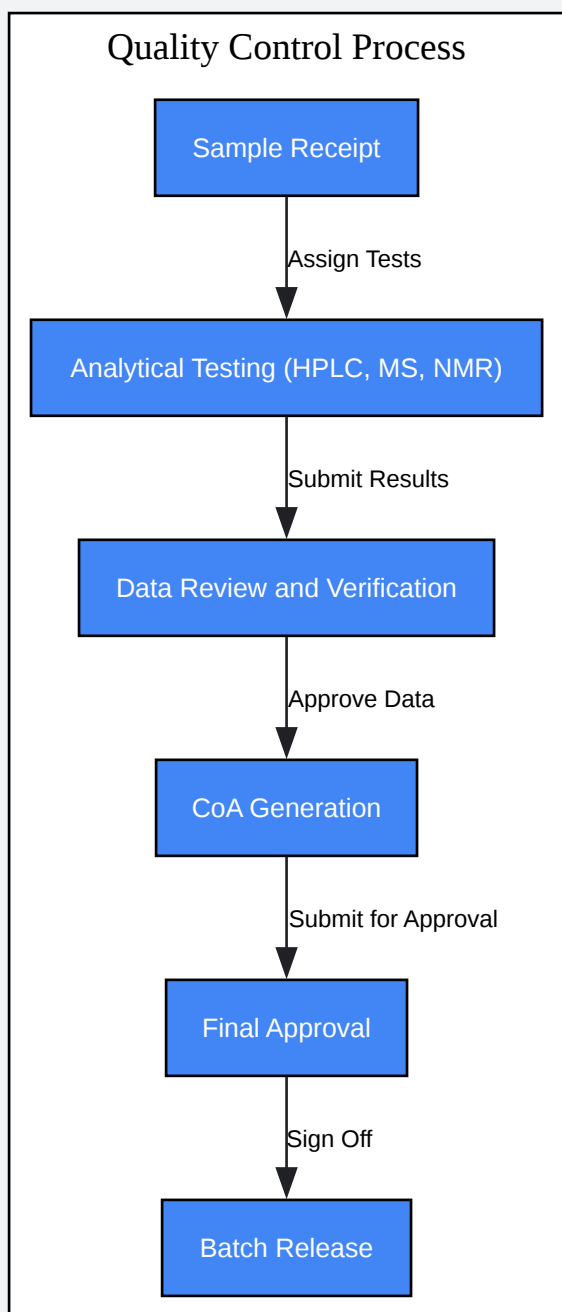 Quality Control Process
Sample Receipt
Assign Tests
Analytical Testing (HPLC, MS, NMR)
Submit Results
Data Review and Verification
Approve Data
CoA Generation
Submit for Approval
Final Approval
Sign Off
Batch Release